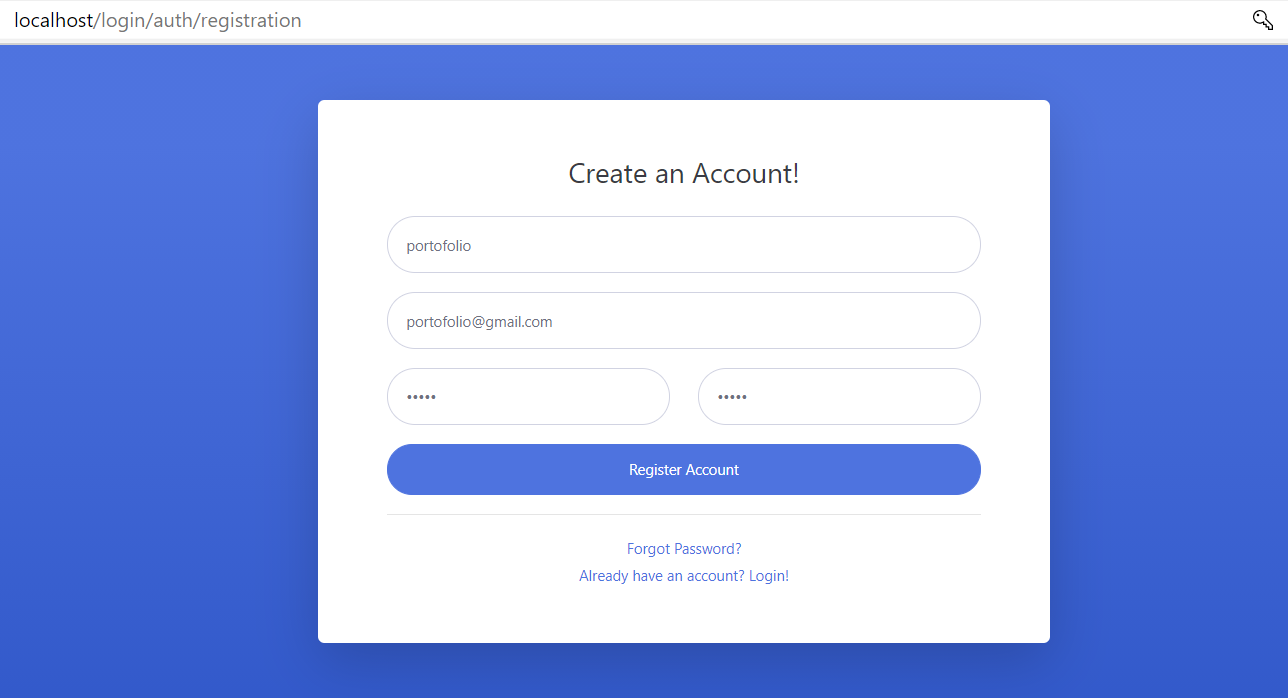 localhost/login/auth/registration
Create an Account!
portofolio
portofolio@gmail.com
••••• •••••
Register Account
Forgot Password?
Already have an account? Login!